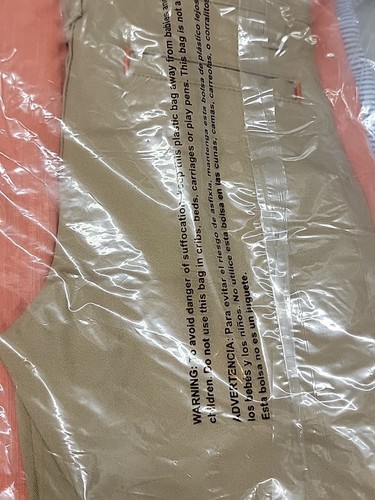 WARNING: To avoid danger of suffocation, keep this plastic bag away from babies and
children. Do not use this bag in cribs, beds, carriages or play pens. This bag is not a
ADVERTENCIA: Para evitar el riesgo de asfixia, mantenga esta bolsa de plástico lejos
los bebés y los niños. No utilice esta bolsa en las cunas, camas, carreolas, o corralitos
Esta bolsa no es un juguete.